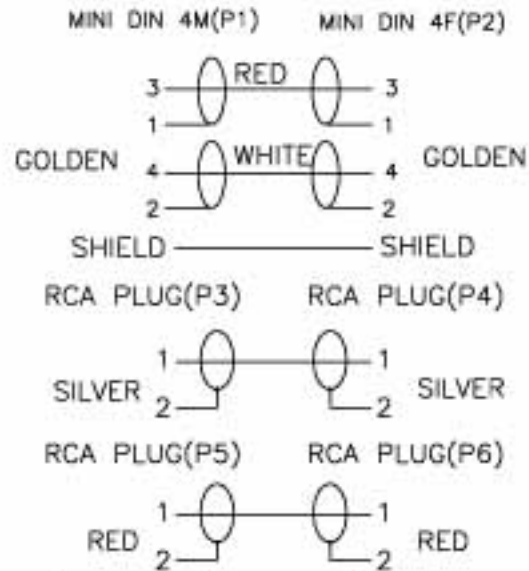 MINI DIN 4M(P1) MINI DIN 4F(P2)
3 RED 3
1 1
GOLDEN GOLDEN
4 WHITE 4
2 2
SHIELD SHIELD
RCA PLUG(P3) RCA PLUG(P4)
1 1
SILVER SILVER
2 2
RCA PLUG(P5) RCA PLUG(P6)
1 1
RED RED
2 2